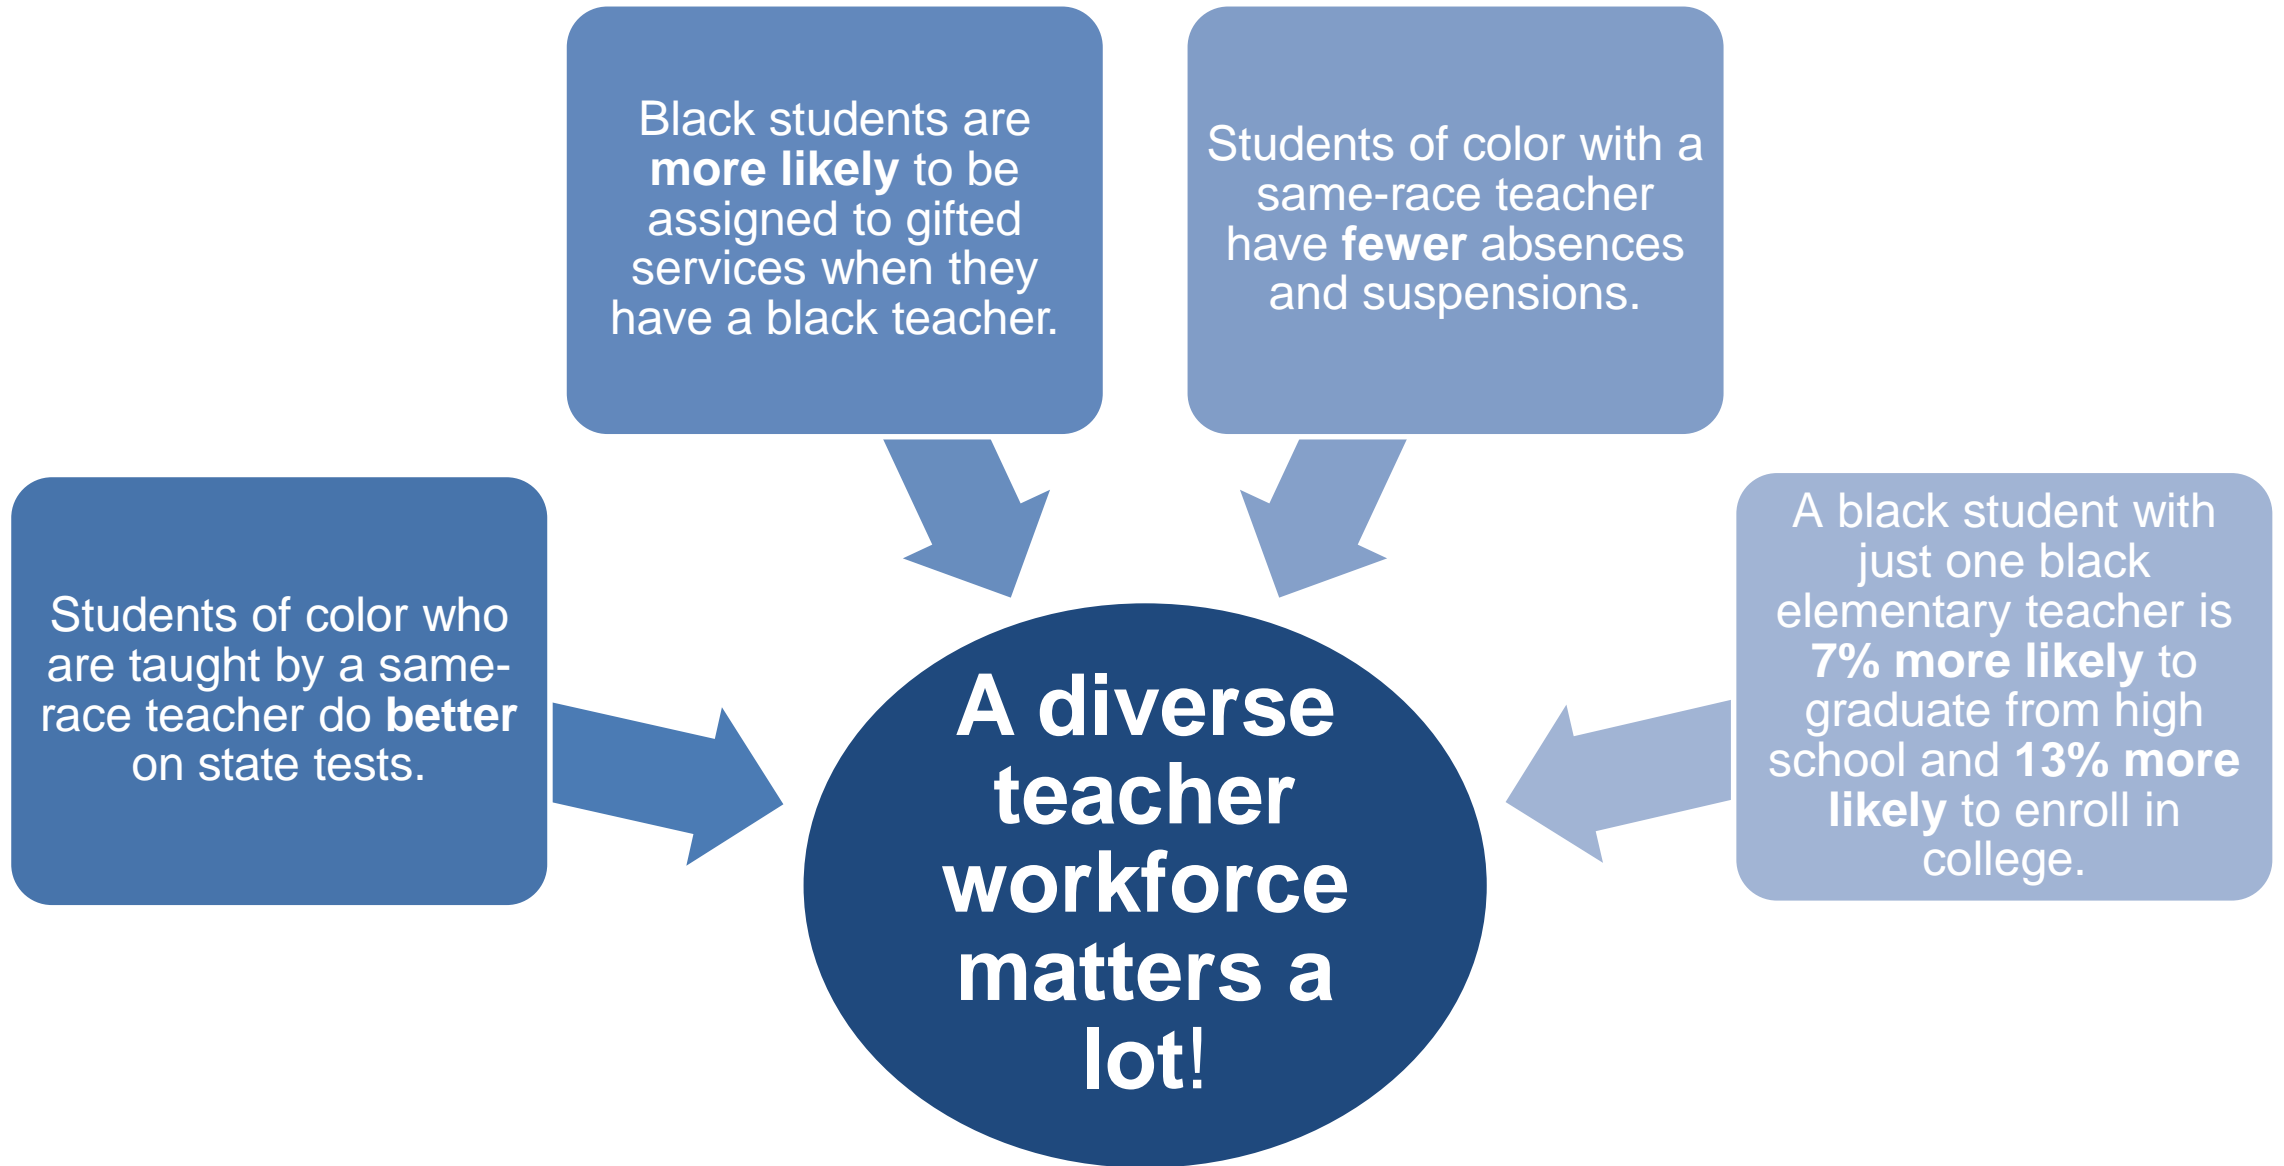 Black students are
more likely to be
assigned to gifted
services when they
have a black teacher.
Students of color with a
same-race teacher
have fewer absences
and suspensions.
Students of color who
are taught by a same-
race teacher do better
on state tests.
A black student with
just one black
elementary teacher is
7% more likely to
graduate from high
school and 13% more
likely to enroll in
college.
A diverse
teacher
workforce
matters a
lot!